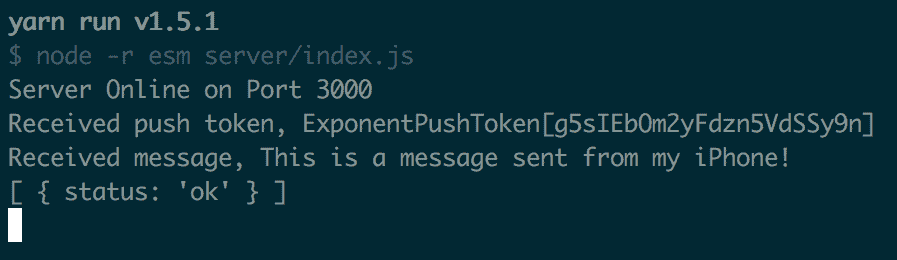 yarn run v1.5.1
$ node -r esm server/index.js
Server Online on Port 3000
Received push token, ExponentPushToken[g5sIEbOm2yFdzn5VdSSy9n]
Received message, This is a message sent from my iPhone!
[ { status: 'ok' } ]